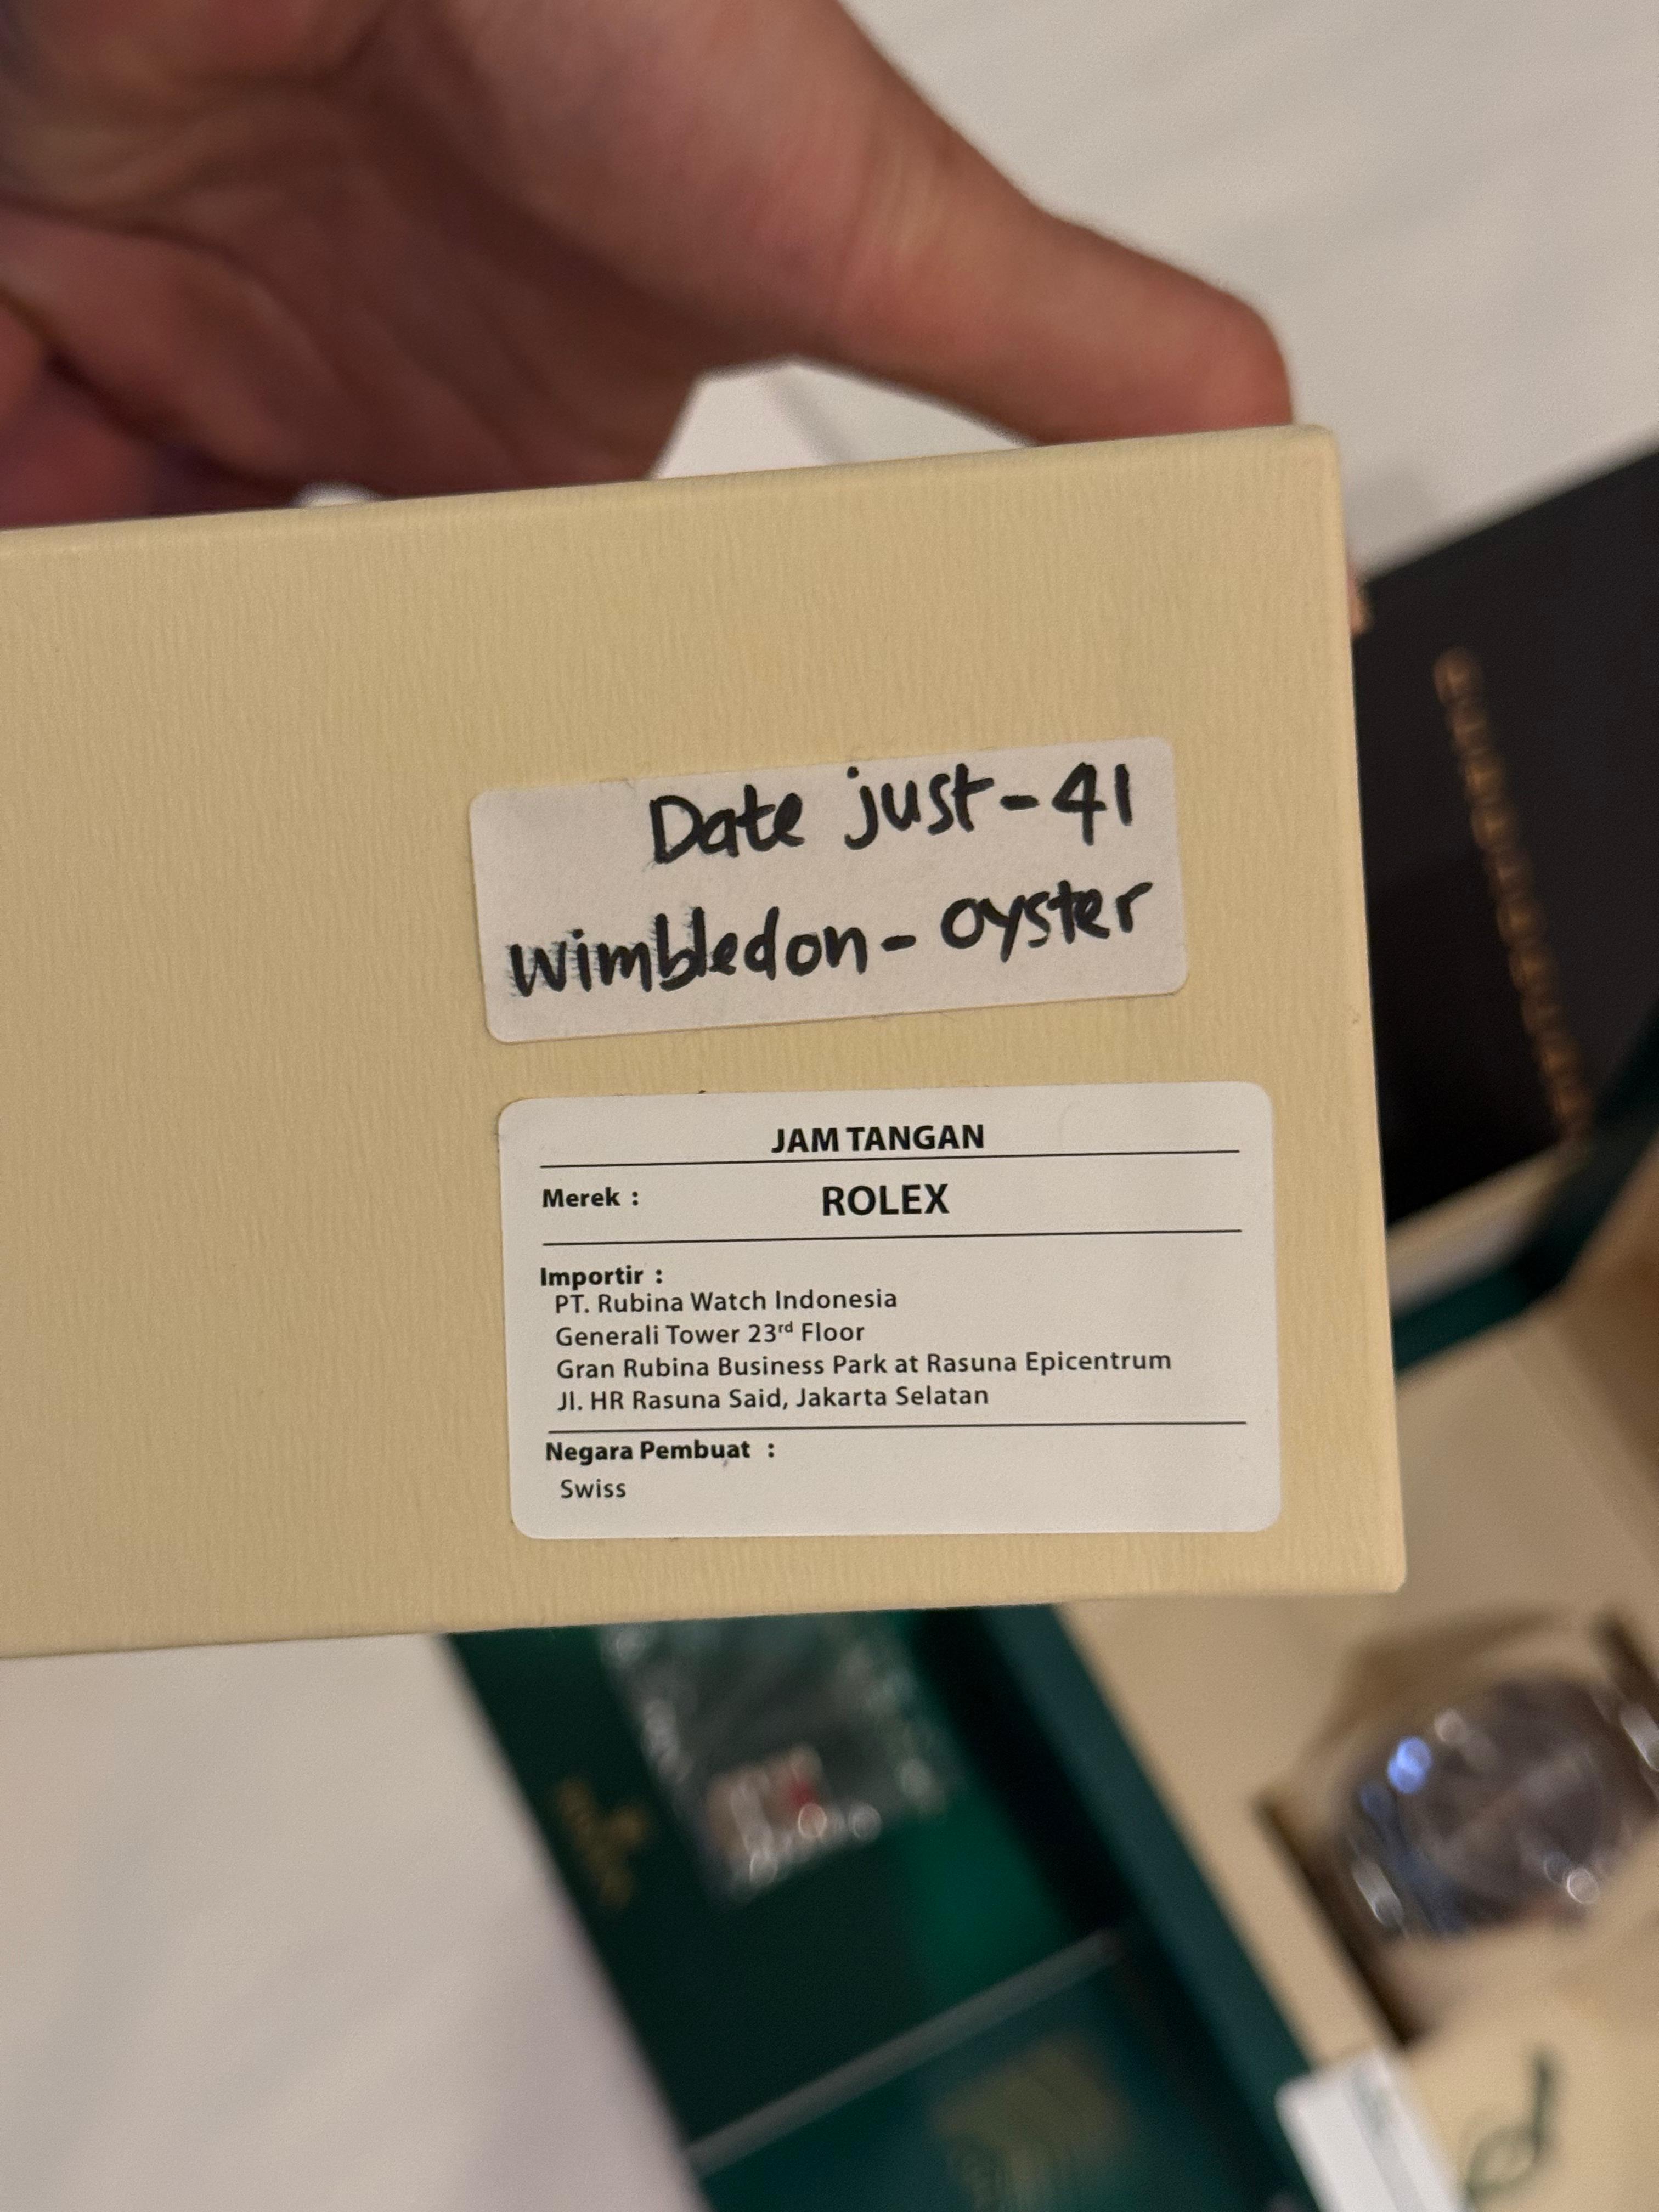 Date just-41
Wimbledon-oyster
JAM TANGAN
Merek : ROLEX
Importir :
PT. Rubina Watch Indonesia
Generali Tower 23rd Floor
Gran Rubina Business Park at Rasuna Epicentrum
Jl. HR Rasuna Said, Jakarta Selatan
Negara Pembuat :
Swiss